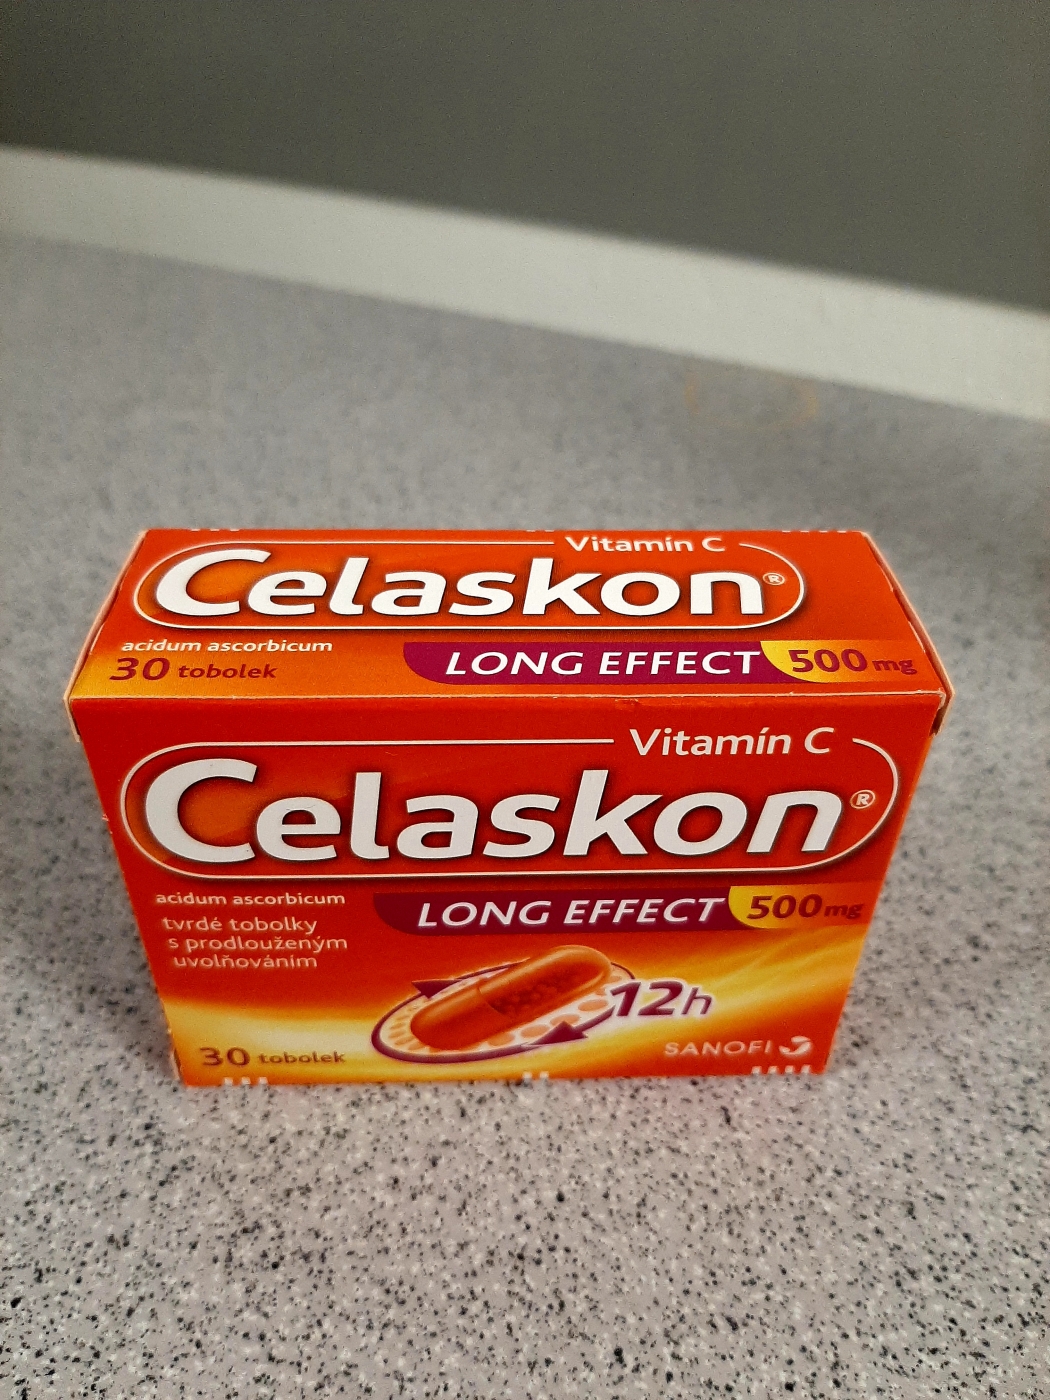 Vitamín C
Celaskon®
acidum ascorbicum
30 tobolek
LONG EFFECT 500 mg
Vitamín C
Celaskon®
acidum ascorbicum
LONG EFFECT 500 mg
tvrdé tobolky
s prodlouženým
uvolňováním
12h
30 tobolek
SANOFI